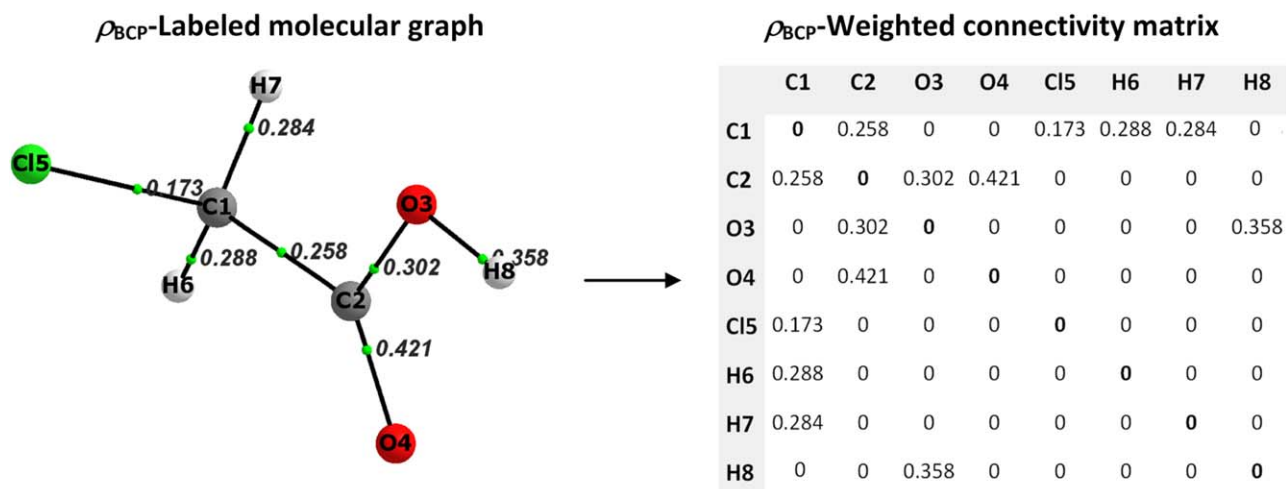 ρBCP-Labeled molecular graph
H7
0.284
Cl5
0.173
C1
O3
0.288
0.258
0.358
H6
0.302
H8
C2
0.421
O4
ρBCP-Weighted connectivity matrix
C1 C2 O3 O4 Cl5 H6 H7 H8
C1 0 0.258 0 0 0.173 0.288 0.284 0
C2 0.258 0 0.302 0.421 0 0 0 0
O3 0 0.302 0 0 0 0 0 0.358
O4 0 0.421 0 0 0 0 0 0
Cl5 0.173 0 0 0 0 0 0 0
H6 0.288 0 0 0 0 0 0 0
H7 0.284 0 0 0 0 0 0 0
H8 0 0 0.358 0 0 0 0 0